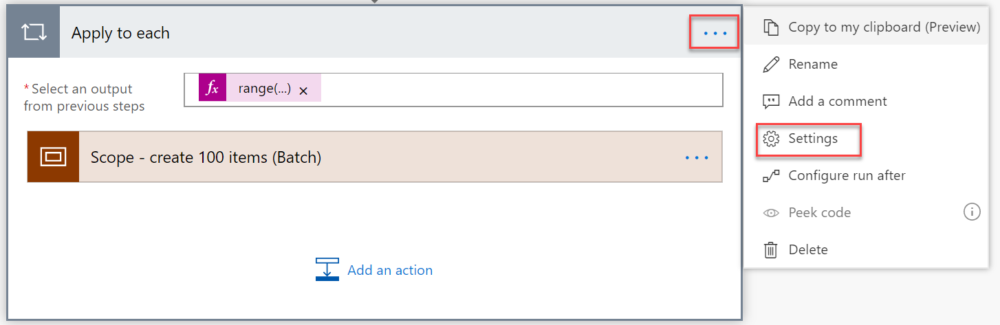 Apply to each
...
* Select an output
from previous steps
fx range(...) ×
Scope - create 100 items (Batch)
...
Add an action
Copy to my clipboard (Preview)
Rename
Add a comment
Settings
Configure run after
Peek code
Delete